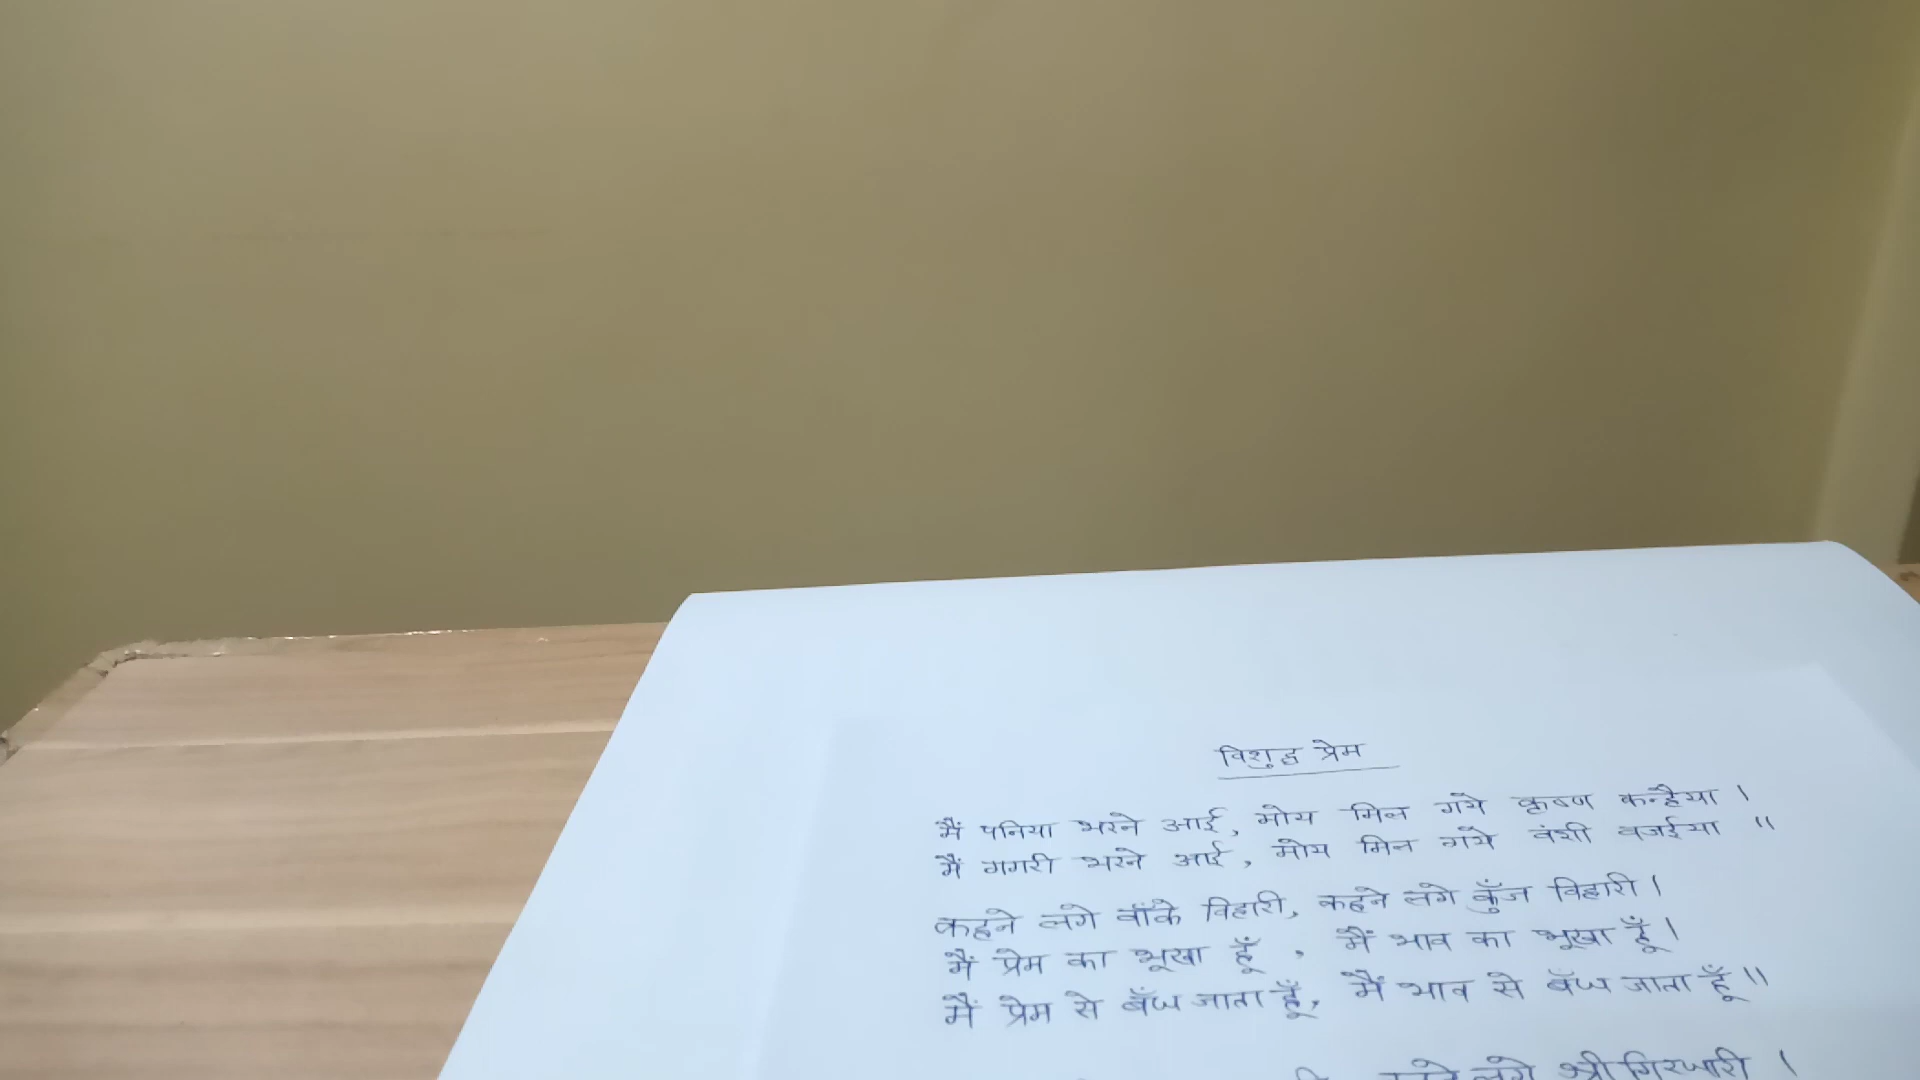 विशुद्ध प्रेम
मैं पनिया भरने आई, मोय मिल गये कृष्ण कन्हैया ।
मैं गगरी भरने आई, मोय मिल गये वंशी बजईया ॥
कहने लगे बाँके विहारी, कहने लगे कुँज विहारी ।
मैं प्रेम का भूखा हूँ , मैं भाव का भूखा हूँ ।
मैं प्रेम से बँध जाता हूँ, मैं भाव से बँध जाता हूँ ॥
लगे श्री गिरधारी ।